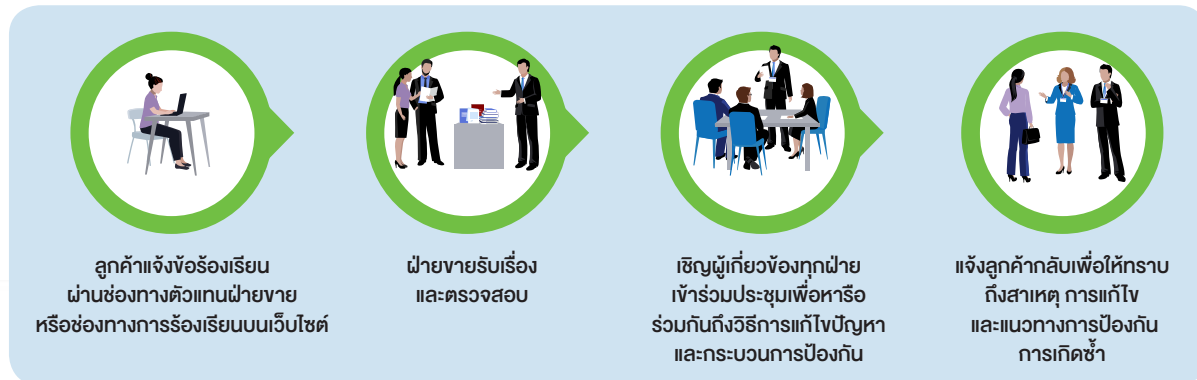 ลูกค้าแจ้งข้อร้องเรียน
ผ่านช่องทางตัวแทนฝ่ายขาย
หรือช่องทางการร้องเรียนบนเว็บไซต์
ฝ่ายขายรับเรื่อง
และตรวจสอบ
เชิญผู้เกี่ยวข้องทุกฝ่าย
เข้าร่วมประชุมเพื่อหารือ
ร่วมกันถึงวิธีการแก้ไขปัญหา
และกระบวนการป้องกัน
แจ้งลูกค้ากลับเพื่อให้ทราบ
ถึงสาเหตุ การแก้ไข
และแนวทางการป้องกัน
การเกิดซ้ำ